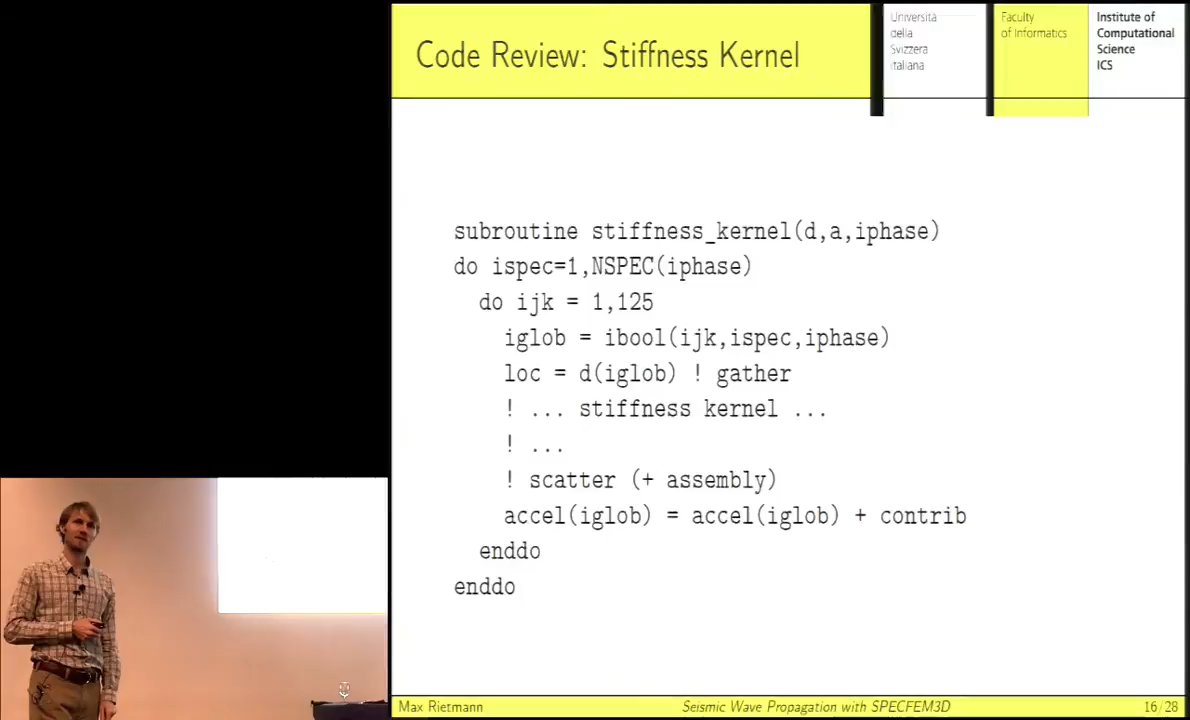 Code Review: Stiffness Kernel
Università
della
Svizzera
italiana
Faculty
of Informatics
Institute of
Computational
Science
ICS
subroutine stiffness_kernel(d,a,iphase)
do ispec=1,NSPEC(iphase)
do ijk = 1,125
iglob = ibool(ijk,ispec,iphase)
loc = d(iglob) ! gather
! ... stiffness kernel ...
! ...
! scatter (+ assembly)
accel(iglob) = accel(iglob) + contrib
enddo
enddo
Max Rietmann
Seismic Wave Propagation with SPECFEM3D
16/28